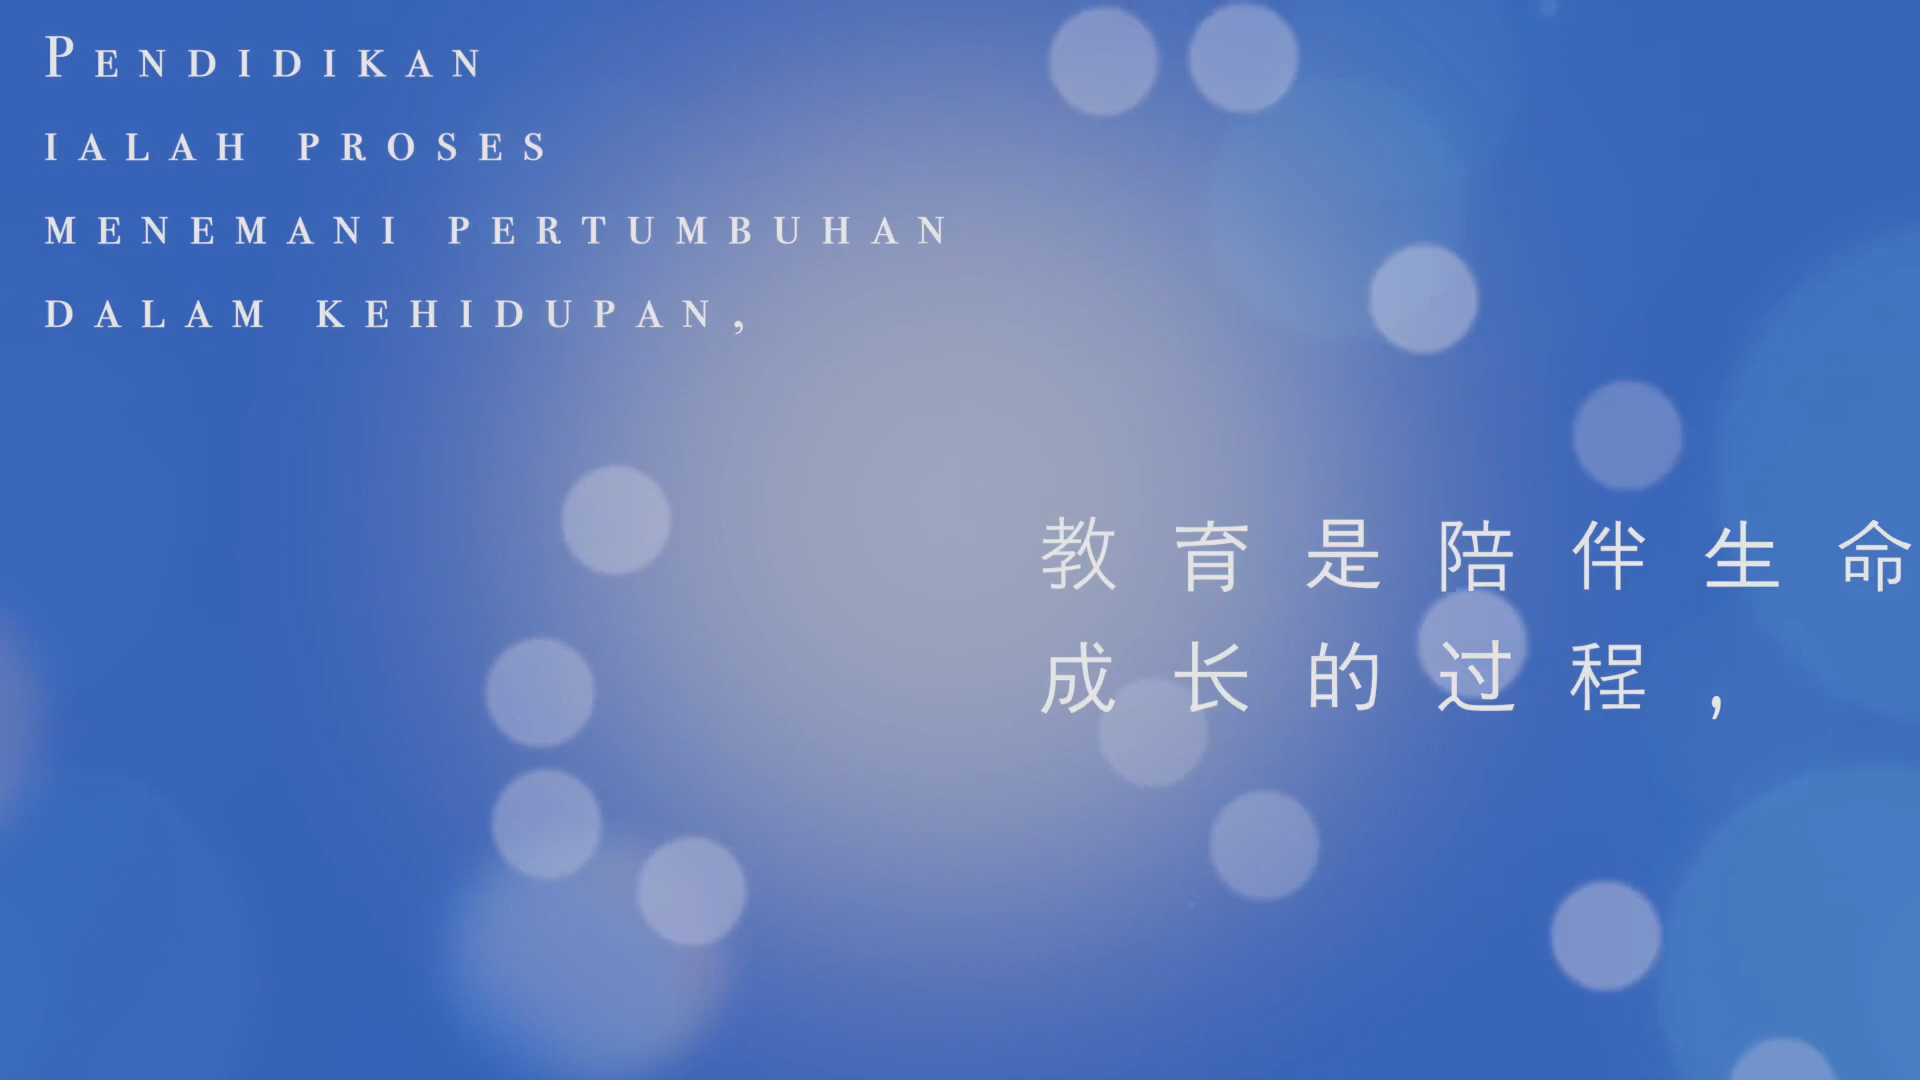 Pendidikan
ialah proses
menemani pertumbuhan
dalam kehidupan,
教育是陪伴生命
成长的过程,